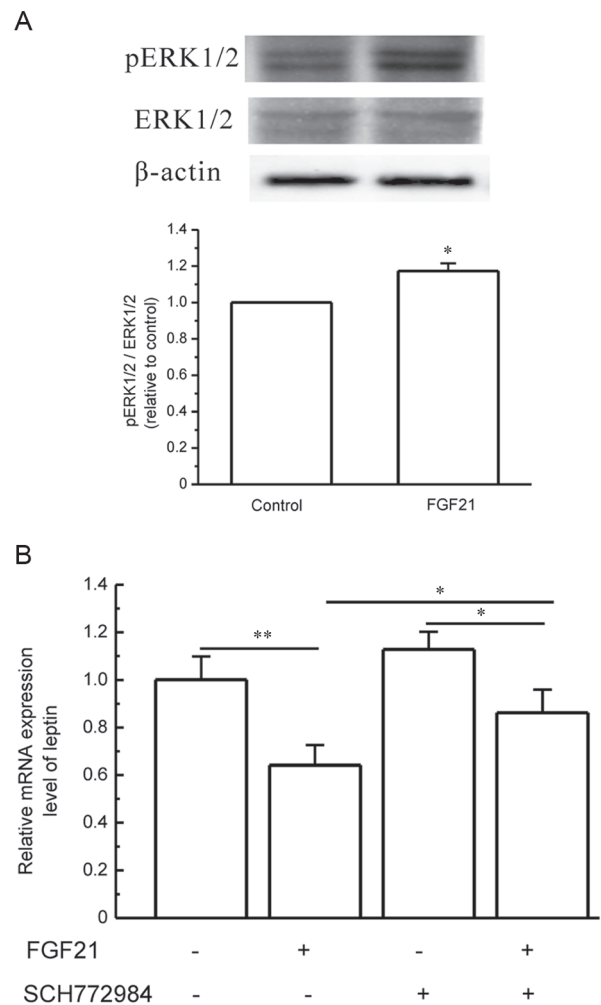 A
pERK1/2
ERK1/2
β-actin
1.4
1.2
1.0
0.8
0.6
0.4
0.2
0
pERK1/2 / ERK1/2
(relative to control)
*
Control
FGF21
B
1.4
1.2
1.0
0.8
0.6
0.4
0.2
0
Relative mRNA expression
level of leptin
**
*
*
FGF21 - + - +
SCH772984 - - + +